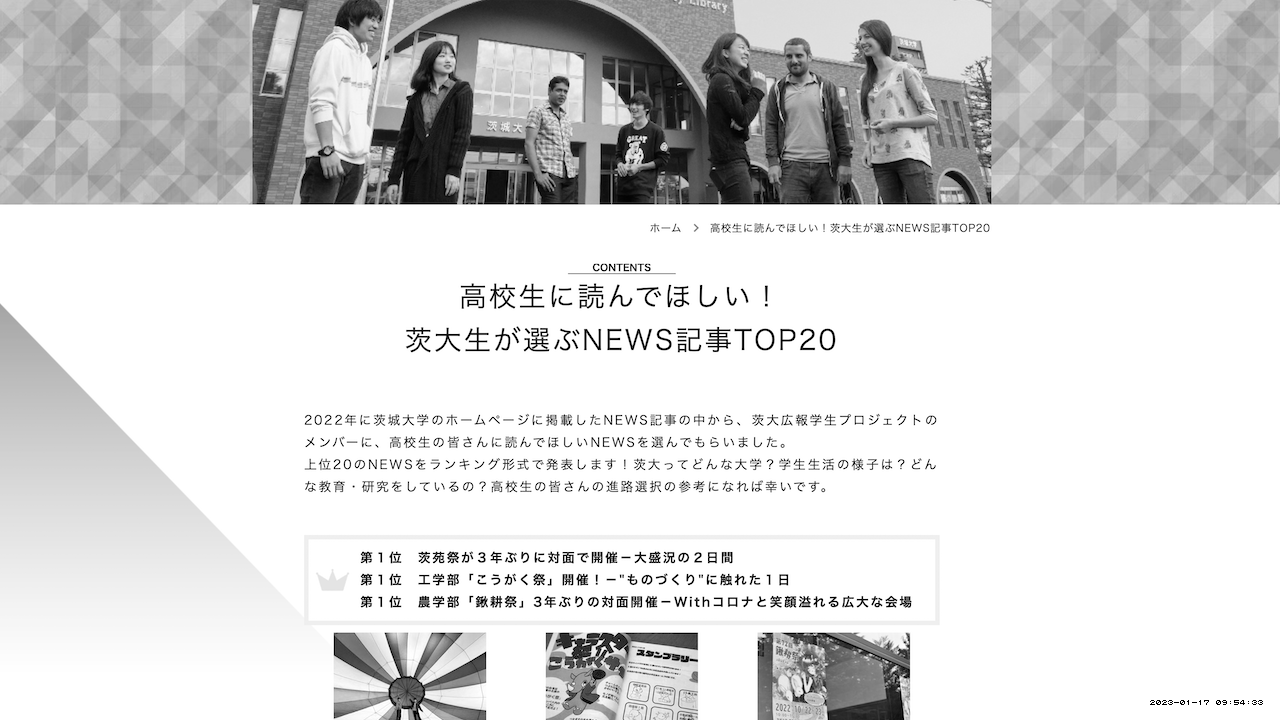 Library
茨城大
GREAT
ホーム
高校生に読んでほしい！茨大生が選ぶNEWS記事TOP20
CONTENTS
高校生に読んでほしい！
茨大生が選ぶNEWS記事TOP20
2022年に茨城大学のホームページに掲載したNEWS記事の中から、茨大広報学生プロジェクトの
メンバーに、高校生の皆さんに読んでほしいNEWSを選んでもらいました。
上位20のNEWSをランキング形式で発表します！茨大ってどんな大学？学生生活の様子は？どん
な教育・研究をしているの？高校生の皆さんの進路選択の参考になれば幸いです。
第１位　茨苑祭が３年ぶりに対面で開催－大盛況の２日間
第１位　工学部「こうがく祭」開催！－"ものづくり"に触れた１日
第１位　農学部「鍬耕祭」3年ぶりの対面開催－Withコロナと笑顔溢れる広大な会場
スタンプラリー
鍬耕祭
2022